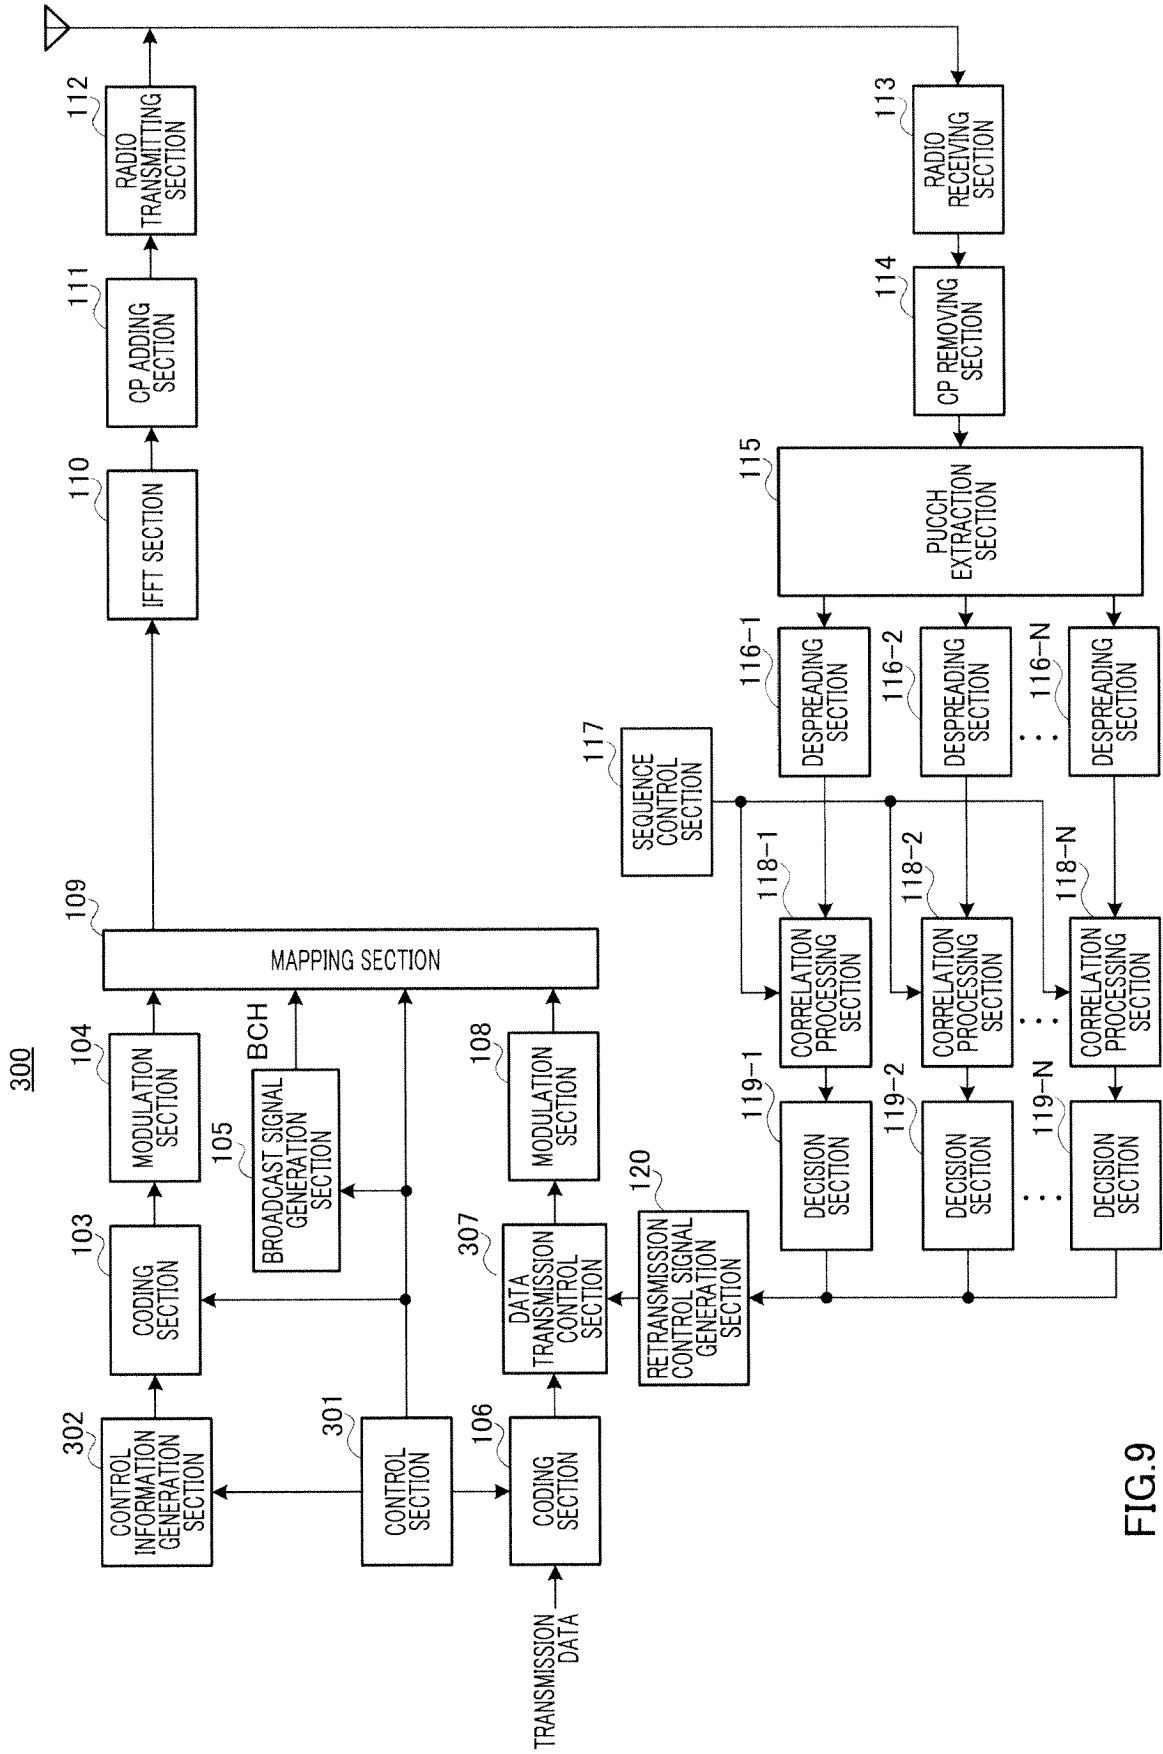 300
302
CONTROL
INFORMATION
GENERATION
SECTION
103
CODING
SECTION
104
MODULATION
SECTION
109
MAPPING SECTION
110
IFFT SECTION
111
CP ADDING
SECTION
112
RADIO
TRANSMITTING
SECTION
105
BROADCAST SIGNAL
GENERATION
SECTION
BCH
301
CONTROL
SECTION
TRANSMISSION
DATA
106
CODING
SECTION
307
DATA
TRANSMISSION
CONTROL
SECTION
108
MODULATION
SECTION
120
RETRANSMISSION
CONTROL SIGNAL
GENERATION
SECTION
117
SEQUENCE
CONTROL
SECTION
119-1
DECISION
SECTION
118-1
CORRELATION
PROCESSING
SECTION
116-1
DESPREADING
SECTION
115
PUCCH
EXTRACTION
SECTION
114
CP REMOVING
SECTION
113
RADIO
RECEIVING
SECTION
119-2
DECISION
SECTION
118-2
CORRELATION
PROCESSING
SECTION
116-2
DESPREADING
SECTION
...
...
...
119-N
DECISION
SECTION
118-N
CORRELATION
PROCESSING
SECTION
116-N
DESPREADING
SECTION
FIG.9